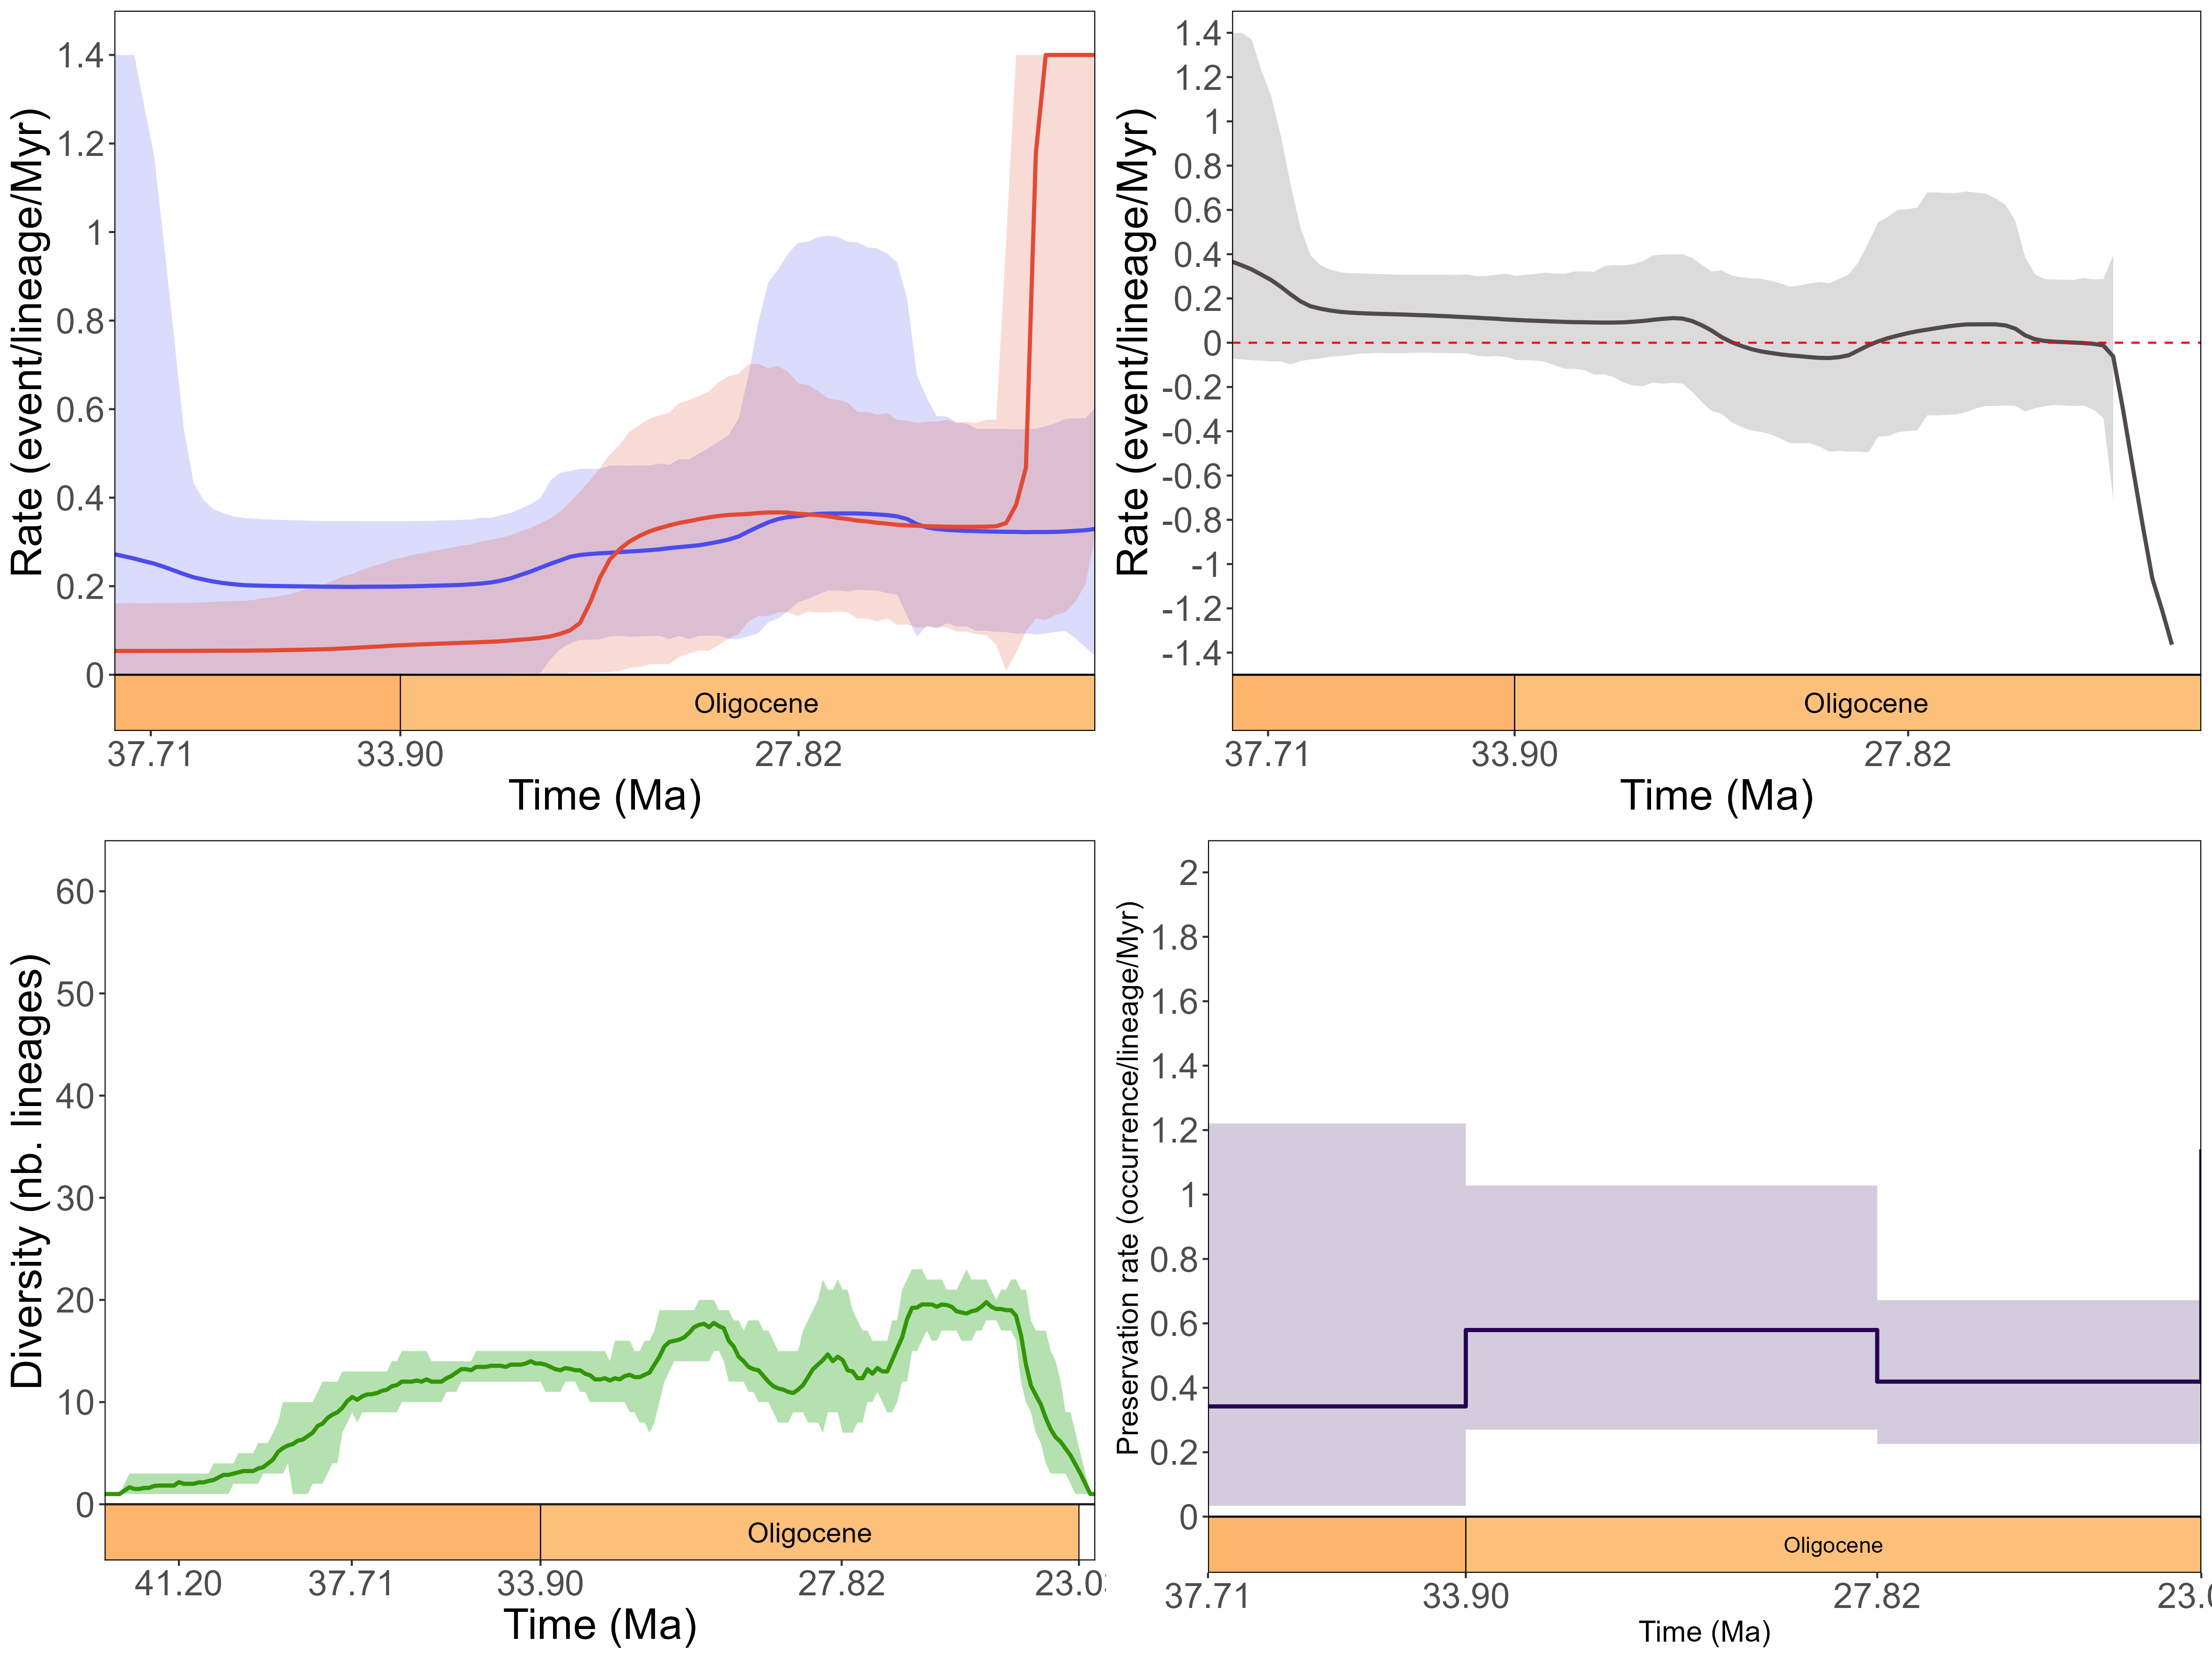 Rate (event/lineage/Myr)
1.4
1.2
1
0.8
0.6
0.4
0.2
0
Oligocene
37.71 33.90 27.82
Time (Ma)
Rate (event/lineage/Myr)
1.4
1.2
1
0.8
0.6
0.4
0.2
0
-0.2
-0.4
-0.6
-0.8
-1
-1.2
-1.4
Oligocene
37.71 33.90 27.82
Time (Ma)
Diversity (nb. lineages)
60
50
40
30
20
10
0
Oligocene
41.20 37.71 33.90 27.82 23.0
Time (Ma)
Preservation rate (occurrence/lineage/Myr)
2
1.8
1.6
1.4
1.2
1
0.8
0.6
0.4
0.2
0
Oligocene
37.71 33.90 27.82 23.0
Time (Ma)